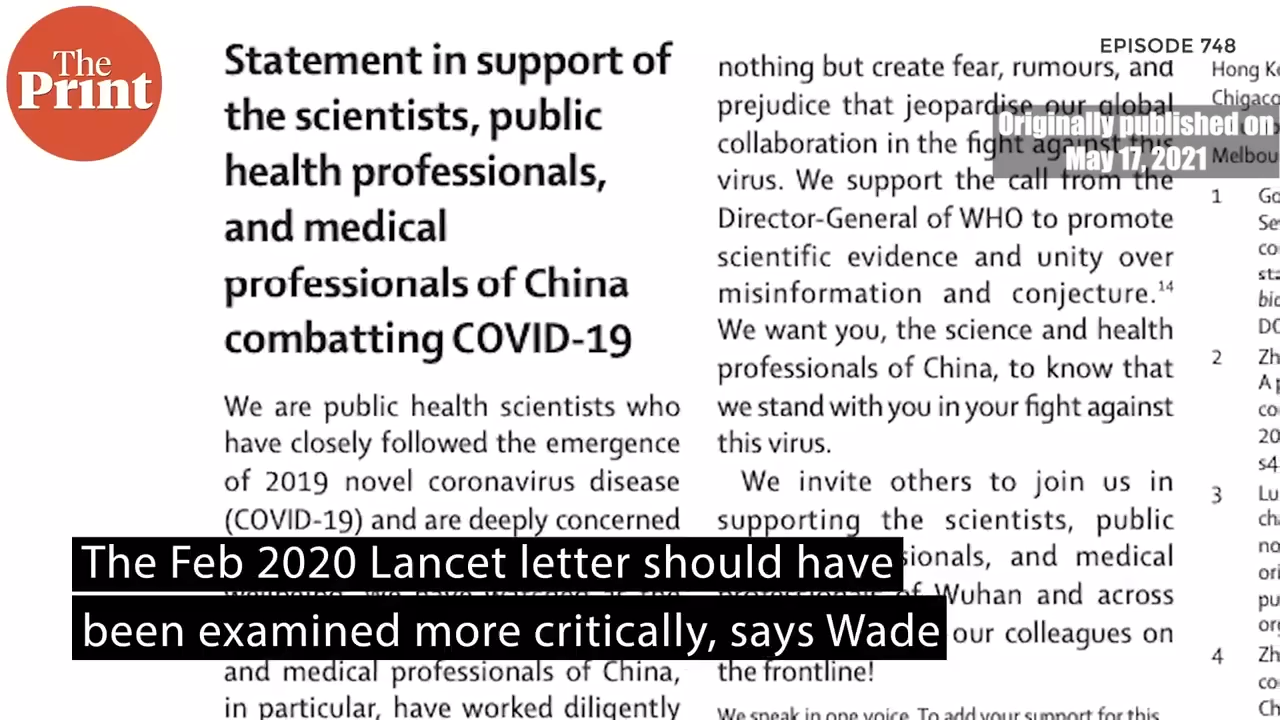 The
Print
EPISODE 748
Originally published on
May 17, 2021
Statement in support of
the scientists, public
health professionals,
and medical
professionals of China
combatting COVID-19
We are public health scientists who
have closely followed the emergence
of 2019 novel coronavirus disease
(COVID-19) and are deeply concerned
and medical professionals of China,
in particular, have worked diligently
nothing but create fear, rumours, and
prejudice that jeopardise our global
collaboration in the fight against this
virus. We support the call from the
Director-General of WHO to promote
scientific evidence and unity over
misinformation and conjecture.14
We want you, the science and health
professionals of China, to know that
we stand with you in your fight against
this virus.
We invite others to join us in
supporting the scientists, public
and medical
of Wuhan and across
our colleagues on
the frontline!
We speak in one voice. To add your support for this
Hong
1
2
3
4
The Feb 2020 Lancet letter should have
been examined more critically, says Wade